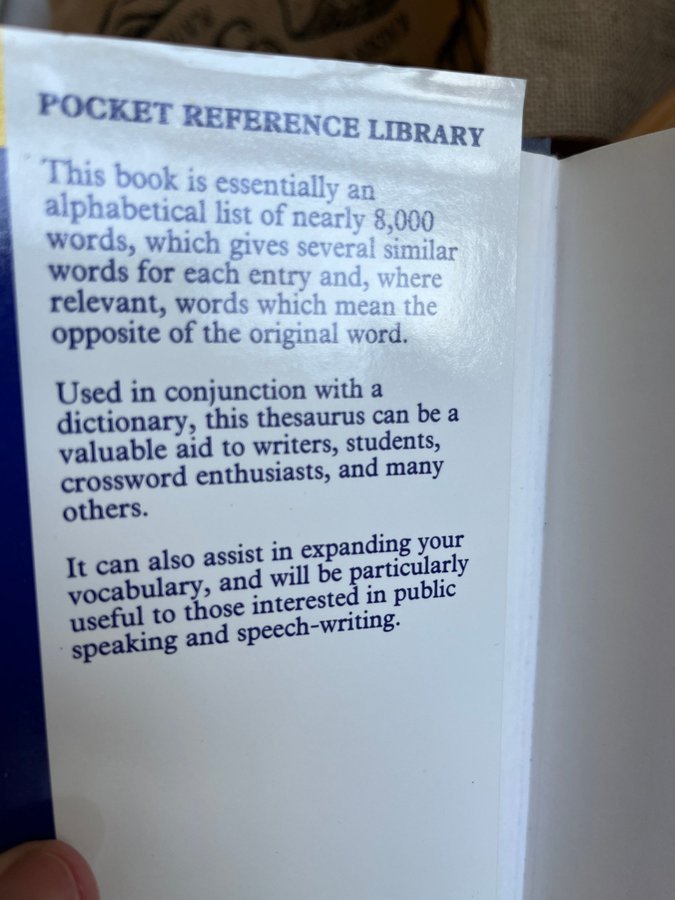 POCKET REFERENCE LIBRARY
This book is essentially an
alphabetical list of nearly 8,000
words, which gives several similar
words for each entry and, where
relevant, words which mean the
opposite of the original word.
Used in conjunction with a
dictionary, this thesaurus can be a
valuable aid to writers, students,
crossword enthusiasts, and many
others.
It can also assist in expanding your
vocabulary, and will be particularly
useful to those interested in public
speaking and speech-writing.